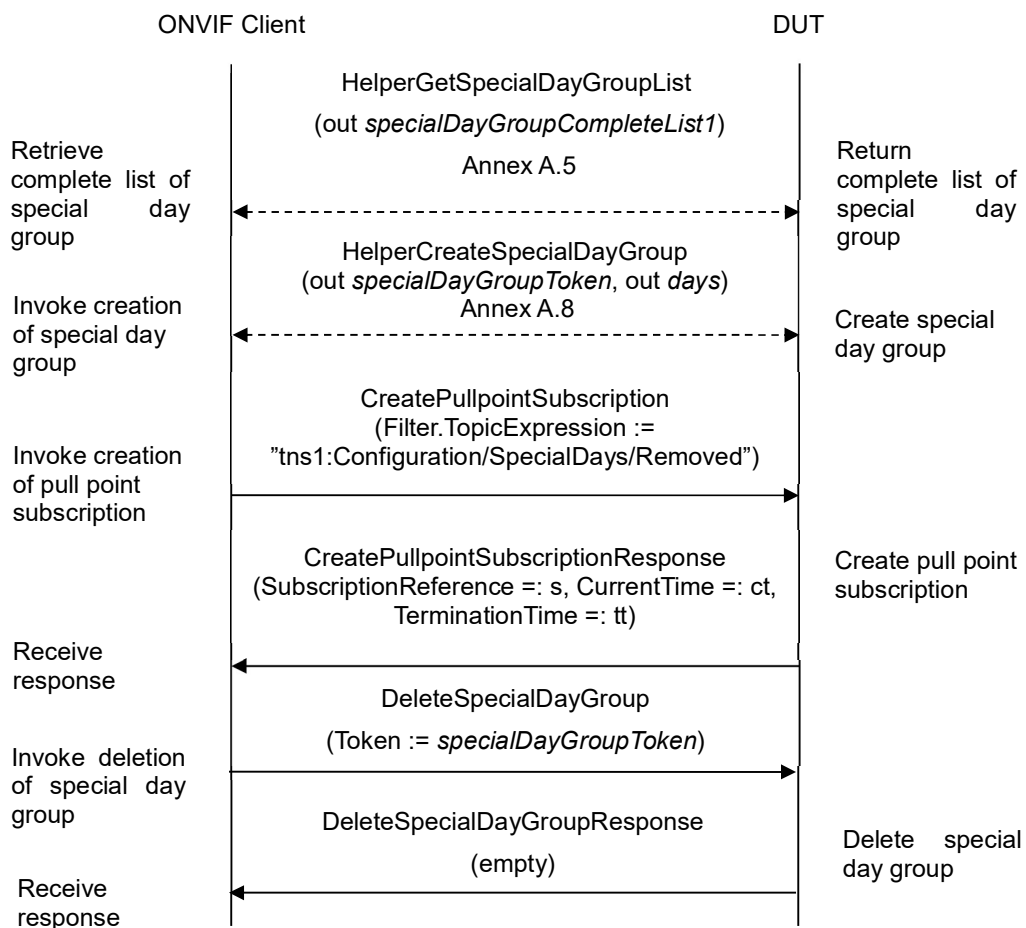 ONVIF Client
DUT
HelperGetSpecialDayGroupList
(out specialDayGroupCompleteList1)
Annex A.5
Retrieve
complete list of
special day
group
Return
complete list of
special day
group
HelperCreateSpecialDayGroup
(out specialDayGroupToken, out days)
Annex A.8
Invoke creation
of special day
group
Create special
day group
CreatePullpointSubscription
(Filter.TopicExpression :=
”tns1:Configuration/SpecialDays/Removed”)
Invoke creation
of pull point
subscription
CreatePullpointSubscriptionResponse
(SubscriptionReference =: s, CurrentTime =: ct,
TerminationTime =: tt)
Create pull point
subscription
Receive
response
DeleteSpecialDayGroup
(Token := specialDayGroupToken)
Invoke deletion
of special day
group
DeleteSpecialDayGroupResponse
(empty)
Delete special
day group
Receive
response